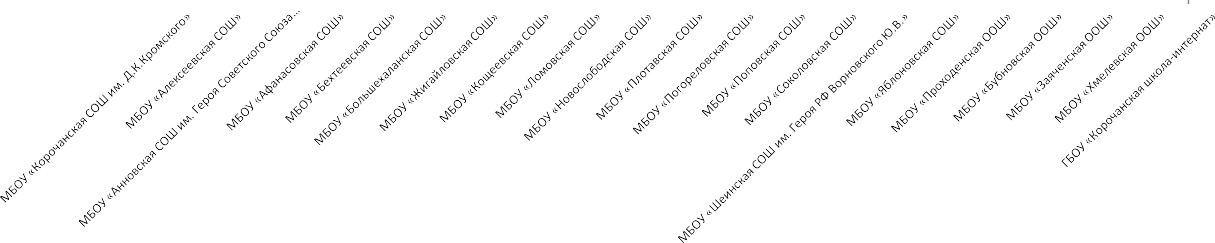 МБОУ «Корочанская СОШ им. Д.К.Кромского»
МБОУ «Алексеевская СОШ»
МБОУ «Анновская СОШ им. Героя Советского Союза…
МБОУ «Афанасовская СОШ»
МБОУ «Бехтеевская СОШ»
МБОУ «Большехаланская СОШ»
МБОУ «Жигайловская СОШ»
МБОУ «Кощеевская СОШ»
МБОУ «Ломовская СОШ»
МБОУ «Новослободская СОШ»
МБОУ «Плотавская СОШ»
МБОУ «Погореловская СОШ»
МБОУ «Поповская СОШ»
МБОУ «Соколовская СОШ»
МБОУ «Шеинская СОШ им. Героя РФ Ворновского Ю.В.»
МБОУ «Яблоновская СОШ»
МБОУ «Проходенская ООШ»
МБОУ «Бубновская ООШ»
МБОУ «Заяченская ООШ»
МБОУ «Хмелевская ООШ»
ГБОУ «Корочанская школа-интернат»